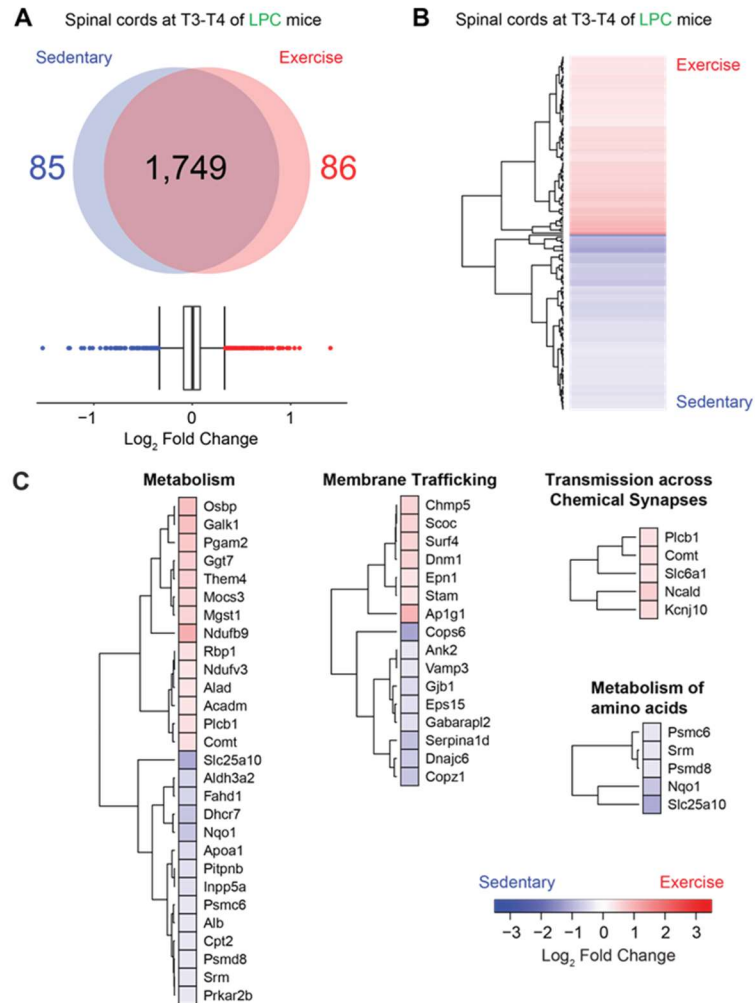 A
Spinal cords at T3-T4 of LPC mice
Sedentary
Exercise
85
1,749
86
−1
0
1
Log2 Fold Change
B
Spinal cords at T3-T4 of LPC mice
Exercise
Sedentary
C
Metabolism
Osbp
Galk1
Pgam2
Ggt7
Them4
Mocs3
Mgst1
Ndufb9
Rbp1
Ndufv3
Alad
Acadm
Plcb1
Comt
Slc25a10
Aldh3a2
Fahd1
Dhcr7
Nqo1
Apoa1
Pitpnb
Inpp5a
Psmc6
Alb
Cpt2
Psmd8
Srm
Prkar2b
Membrane Trafficking
Chmp5
Scoc
Surf4
Dnm1
Epn1
Stam
Ap1g1
Cops6
Ank2
Vamp3
Gjb1
Eps15
Gabarapl2
Serpina1d
Dnajc6
Copz1
Transmission across
Chemical Synapses
Plcb1
Comt
Slc6a1
Ncald
Kcnj10
Metabolism of
amino acids
Psmc6
Srm
Psmd8
Nqo1
Slc25a10
Sedentary
Exercise
−3 −2 −1 0 1 2 3
Log2 Fold Change